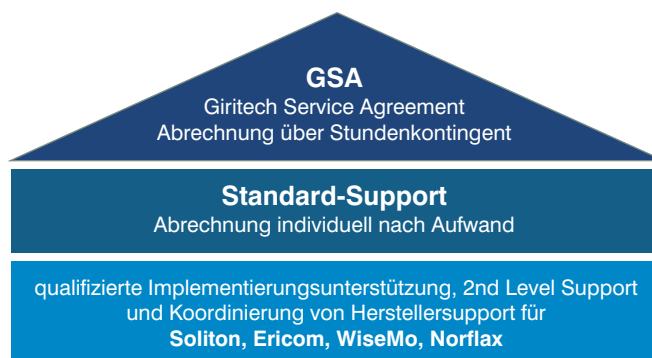 GSA
Giritech Service Agreement
Abrechnung über Stundenkontingent
Standard-Support
Abrechnung individuell nach Aufwand
qualifizierte Implementierungsunterstützung, 2nd Level Support
und Koordinierung von Herstellersupport für
Soliton, Ericom, WiseMo, Norflax